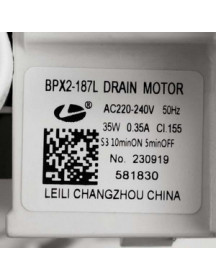 BPX2-187L DRAIN MOTOR
AC220-240V 50Hz
35W 0.35A Cl.155
S3 10minON 5minOFF
No. 230919
581830
LEILI CHANGZHOU CHINA